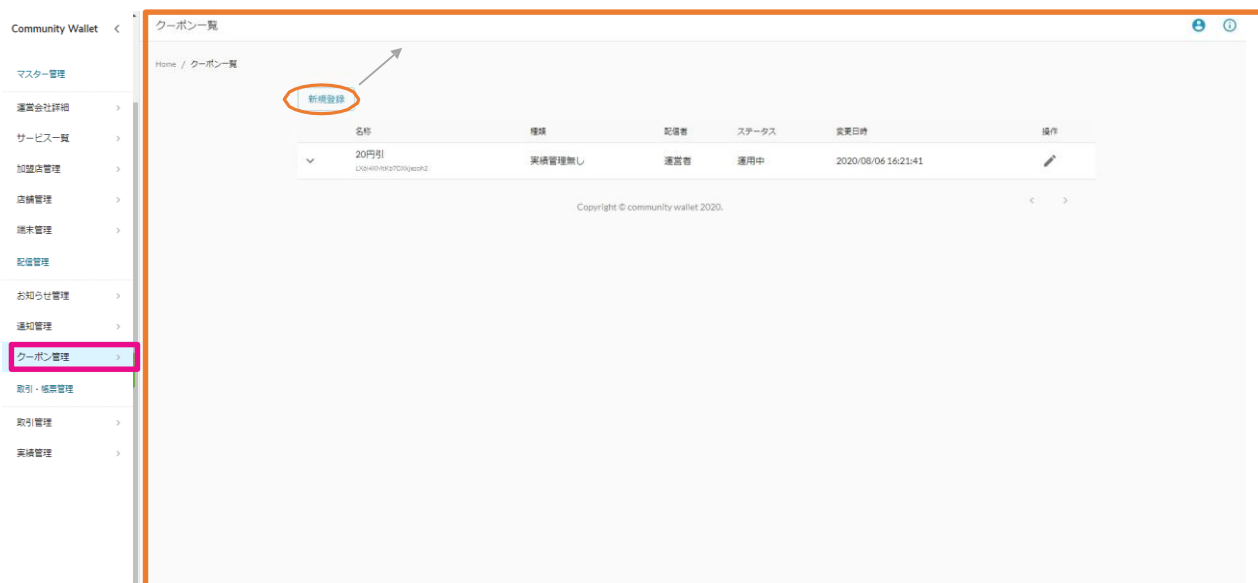 Community Wallet
クーポン一覧
Home / クーポン一覧
マスター管理
運営会社詳細
サービス一覧
加盟店管理
店舗管理
端末管理
配信管理
お知らせ管理
通知管理
クーポン管理
取引・帳票管理
取引管理
実績管理
新規登録
名称 種類 配信者 ステータス 変更日時 操作
20円引 実績管理無し 運営者 運用中 2020/08/06 16:21:41
Copyright © community wallet 2020.